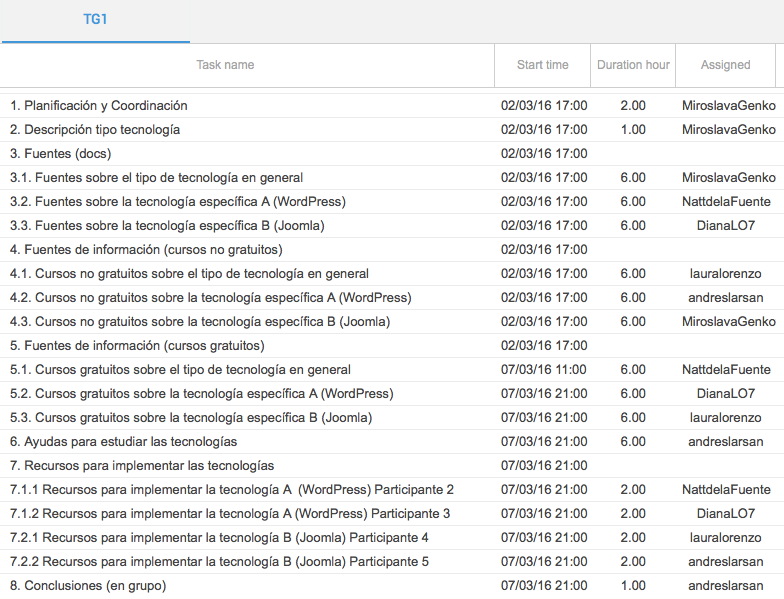 TG1
Task name Start time Duration hour Assigned
1. Planificación y Coordinación 02/03/16 17:00 2.00 MiroslavaGenko
2. Descripción tipo tecnología 02/03/16 17:00 1.00 MiroslavaGenko
3. Fuentes (docs) 02/03/16 17:00
3.1. Fuentes sobre el tipo de tecnología en general 02/03/16 17:00 6.00 MiroslavaGenko
3.2. Fuentes sobre la tecnología específica A (WordPress) 02/03/16 17:00 6.00 NattdelaFuente
3.3. Fuentes sobre la tecnología específica B (Joomla) 02/03/16 17:00 6.00 DianaLO7
4. Fuentes de información (cursos no gratuitos) 02/03/16 17:00
4.1. Cursos no gratuitos sobre el tipo de tecnología en general 02/03/16 17:00 6.00 lauralorenzo
4.2. Cursos no gratuitos sobre la tecnología específica A (WordPress) 02/03/16 17:00 6.00 andreslarsan
4.3. Cursos no gratuitos sobre la tecnología específica B (Joomla) 02/03/16 17:00 6.00 MiroslavaGenko
5. Fuentes de información (cursos gratuitos) 02/03/16 17:00
5.1. Cursos gratuitos sobre el tipo de tecnología en general 07/03/16 11:00 6.00 NattdelaFuente
5.2. Cursos gratuitos sobre la tecnología específica A (WordPress) 07/03/16 21:00 6.00 DianaLO7
5.3. Cursos gratuitos sobre la tecnología específica B (Joomla) 07/03/16 21:00 6.00 lauralorenzo
6. Ayudas para estudiar las tecnologías 07/03/16 21:00 6.00 andreslarsan
7. Recursos para implementar las tecnologías 07/03/16 21:00
7.1.1 Recursos para implementar la tecnología A (WordPress) Participante 2 07/03/16 21:00 2.00 NattdelaFuente
7.1.2 Recursos para implementar la tecnología A (WordPress) Participante 3 07/03/16 21:00 2.00 DianaLO7
7.2.1 Recursos para implementar la tecnología B (Joomla) Participante 4 07/03/16 21:00 2.00 lauralorenzo
7.2.2 Recursos para implementar la tecnología B (Joomla) Participante 5 07/03/16 21:00 2.00 andreslarsan
8. Conclusiones (en grupo) 07/03/16 21:00 1.00 andreslarsan